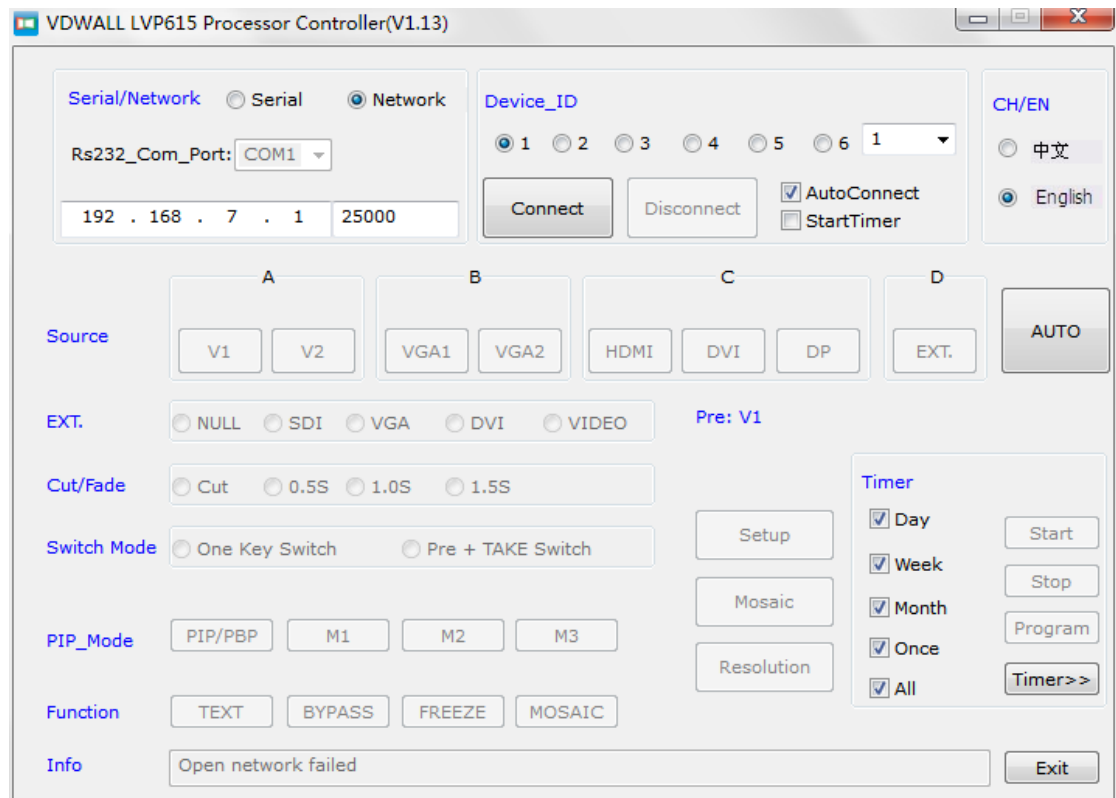 VDWALL LVP615 Processor Controller(V1.13)
Serial/Network Serial Network
Rs232_Com_Port: COM1
192 . 168 . 7 . 1 25000
Device_ID
1 2 3 4 5 6 1
Connect Disconnect AutoConnect
StartTimer
CH/EN
中文
English
A B C D
Source V1 V2 VGA1 VGA2 HDMI DVI DP EXT. AUTO
EXT. NULL SDI VGA DVI VIDEO Pre: V1
Cut/Fade Cut 0.5S 1.0S 1.5S
Switch Mode One Key Switch Pre + TAKE Switch
PIP_Mode PIP/PBP M1 M2 M3
Function TEXT BYPASS FREEZE MOSAIC
Setup
Mosaic
Resolution
Timer
Day Start
Week Stop
Month Program
Once
All Timer>>
Info Open network failed Exit